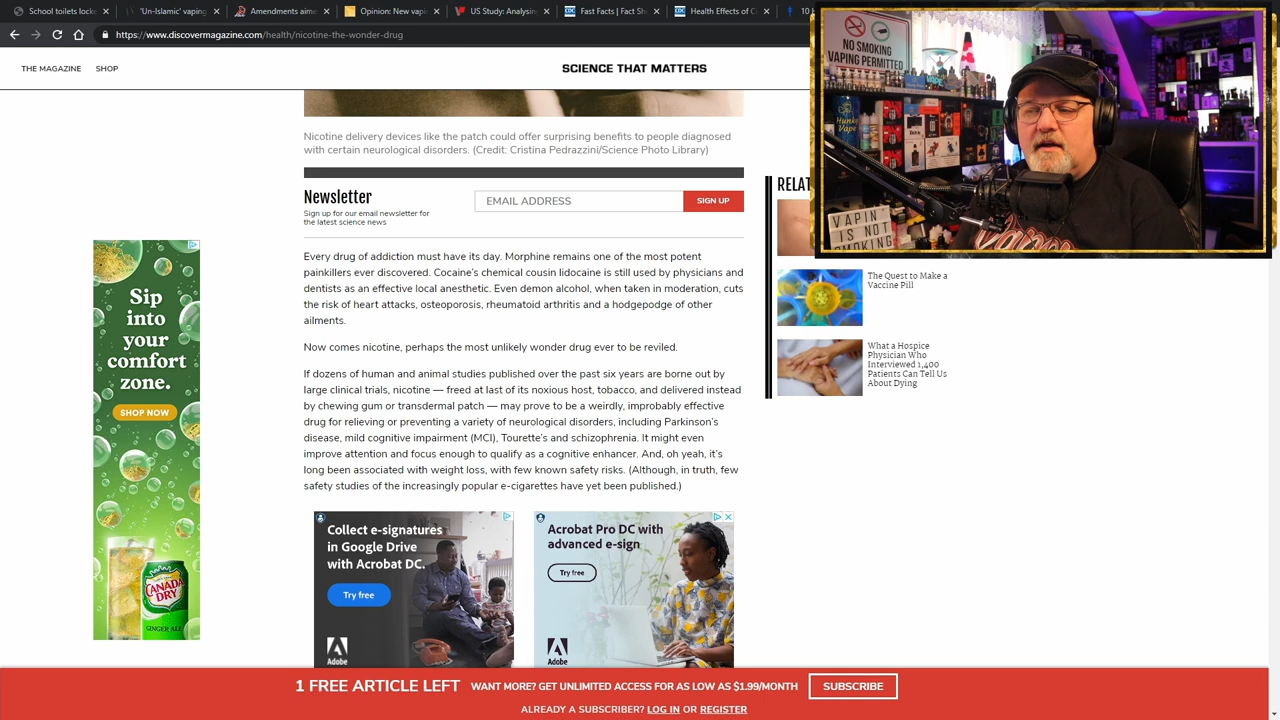 School toilets locke
'Un-Islamic' vaping
Amendments aime
Opinion: New vapi
US Study Analyzin
Fast Facts | Fact Sh
Health Effects of C
10
discovermagazine.com/health/nicotine-the-wonder-drug
THE MAGAZINE
SHOP
SCIENCE THAT MATTERS
Nicotine delivery devices like the patch could offer surprising benefits to people diagnosed
with certain neurological disorders. (Credit: Cristina Pedrazzini/Science Photo Library)
Newsletter
Sign up for our email newsletter for
the latest science news
EMAIL ADDRESS
SIGN UP
Every drug of addiction must have its day. Morphine remains one of the most potent
painkillers ever discovered. Cocaine's chemical cousin lidocaine is still used by physicians and
dentists as an effective local anesthetic. Even demon alcohol, when taken in moderation, cuts
the risk of heart attacks, osteoporosis, rheumatoid arthritis and a hodgepodge of other
ailments.
Now comes nicotine, perhaps the most unlikely wonder drug ever to be reviled.
If dozens of human and animal studies published over the past six years are borne out by
large clinical trials, nicotine — freed at last of its noxious host, tobacco, and delivered instead
by chewing gum or transdermal patch — may prove to be a weirdly, improbably effective
drug for relieving or preventing a variety of neurological disorders, including Parkinson's
disease, mild cognitive impairment (MCI), Tourette's and schizophrenia. It might even
improve attention and focus enough to qualify as a cognitive enhancer. And, oh yeah, it's
long been associated with weight loss, with few known safety risks. (Although, in truth, few
safety studies of the increasingly popular e-cigarettes have yet been published.)
Sip
into
your
comfort
zone.
SHOP NOW
CANADA
DRY
GINGER ALE
Collect e-signatures
in Google Drive
with Acrobat DC.
Try free
Adobe
Acrobat Pro DC with
advanced e-sign
Try free
Adobe
RELAT
The Quest to Make a
Vaccine Pill
What a Hospice
Physician Who
Interviewed 1,400
Patients Can Tell Us
About Dying
NO SMOKING
VAPING PERMITTED
VAPE
Vape
VAPIN'
IS NOT
SMOKING
1 FREE ARTICLE LEFT
WANT MORE? GET UNLIMITED ACCESS FOR AS LOW AS $1.99/MONTH
SUBSCRIBE
ALREADY A SUBSCRIBER? LOG IN OR REGISTER